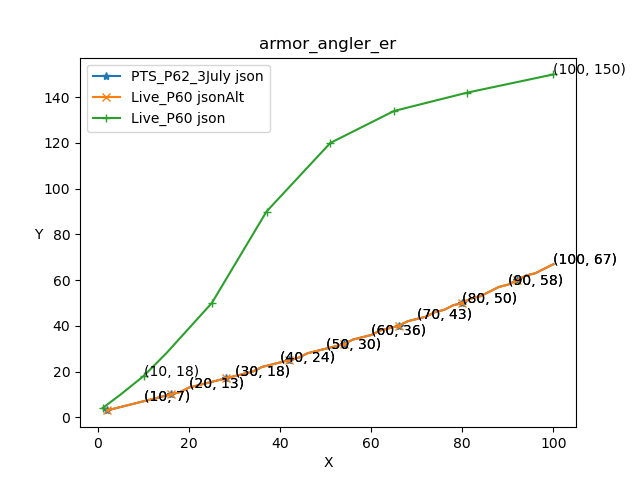 armor_angler_er
PTS_P62_3July json
Live_P60 jsonAlt
Live_P60 json
(100, 150)
140
120
100
80
60
40
20
0
Y
(10, 18)
(10, 7)
(20, 13)
(30, 18)
(40, 24)
(50, 30)
(60, 36)
(70, 43)
(80, 50)
(90, 58)
(100, 67)
0 20 40 60 80 100
X